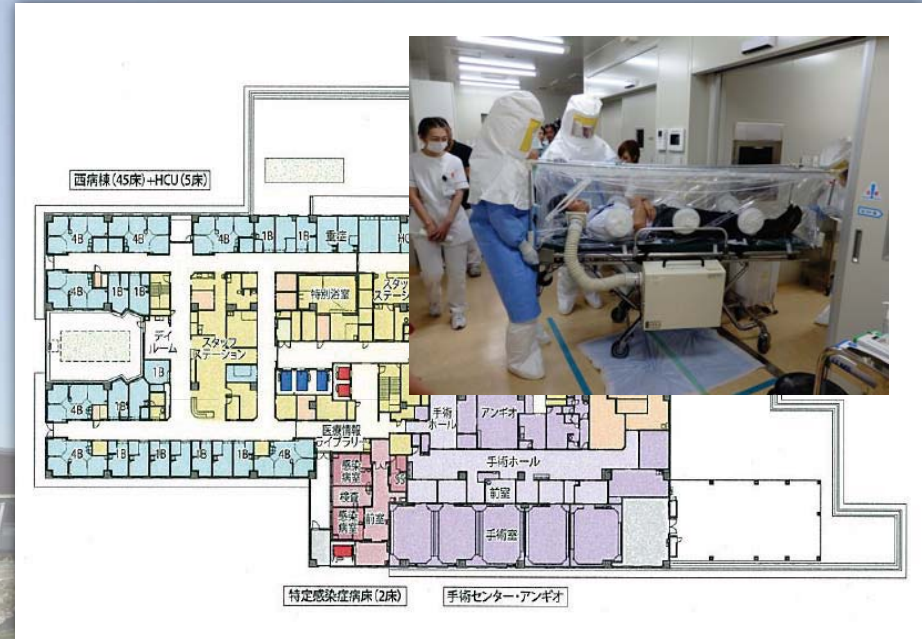 西病棟(45床)+HCU(5床)
4B
4B
4B
1B
1B
重症
HC
4B
1B
1B
特別浴室
スタッ
ステーシ
デイ
ルーム
スタッフ
ステーション
1B
4B
1B
医療情報
ライブラリー
手術
ホール
アンギオ
4B
1B
1B
1B
1B
4B
手術ホール
感染
病室
SS
検査
前室
前室
感染
病室
手術室
特定感染症病床(2床)
手術センター・アンギオ